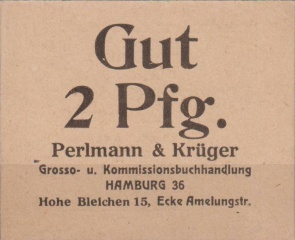 Gut
2 Pfg.
Perlmann & Krüger
Grosso- u. Kommissionsbuchhandlung
HAMBURG 36
Hohe Bleichen 15, Ecke Amelungstr.